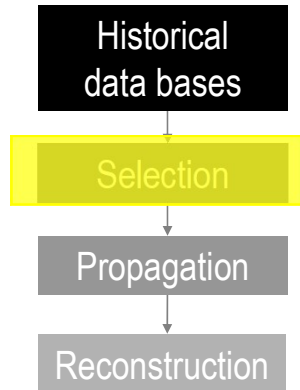 Historical
data bases
Selection
Propagation
Reconstruction